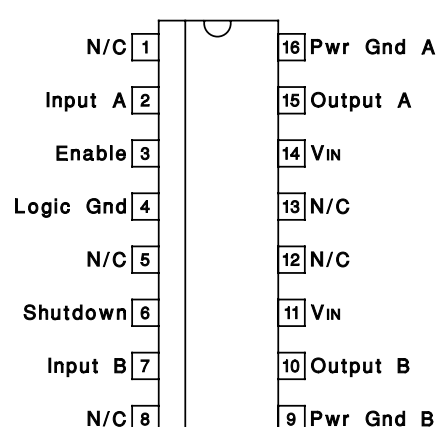 N/C 1 16 Pwr Gnd A
Input A 2 15 Output A
Enable 3 14 VIN
Logic Gnd 4 13 N/C
N/C 5 12 N/C
Shutdown 6 11 VIN
Input B 7 10 Output B
N/C 8 9 Pwr Gnd B